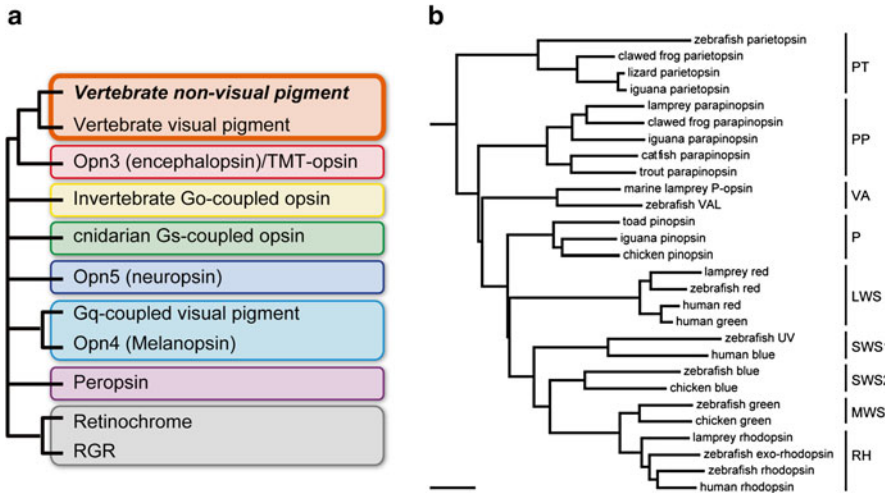 a
Vertebrate non-visual pigment
Vertebrate visual pigment
Opn3 (encephalopsin)/TMT-opsin
Invertebrate Go-coupled opsin
cnidarian Gs-coupled opsin
Opn5 (neuropsin)
Gq-coupled visual pigment
Opn4 (Melanopsin)
Peropsin
Retinochrome
RGR
b
zebrafish parietopsin
clawed frog parietopsin
lizard parietopsin
iguana parietopsin
PT
lamprey parapinopsin
clawed frog parapinopsin
iguana parapinopsin
catfish parapinopsin
trout parapinopsin
PP
marine lamprey P-opsin
zebrafish VAL
VA
toad pinopsin
iguana pinopsin
chicken pinopsin
P
lamprey red
zebrafish red
human red
human green
LWS
zebrafish UV
human blue
SWS1
zebrafish blue
chicken blue
SWS2
zebrafish green
chicken green
MWS
lamprey rhodopsin
zebrafish exo-rhodopsin
zebrafish rhodopsin
human rhodopsin
RH